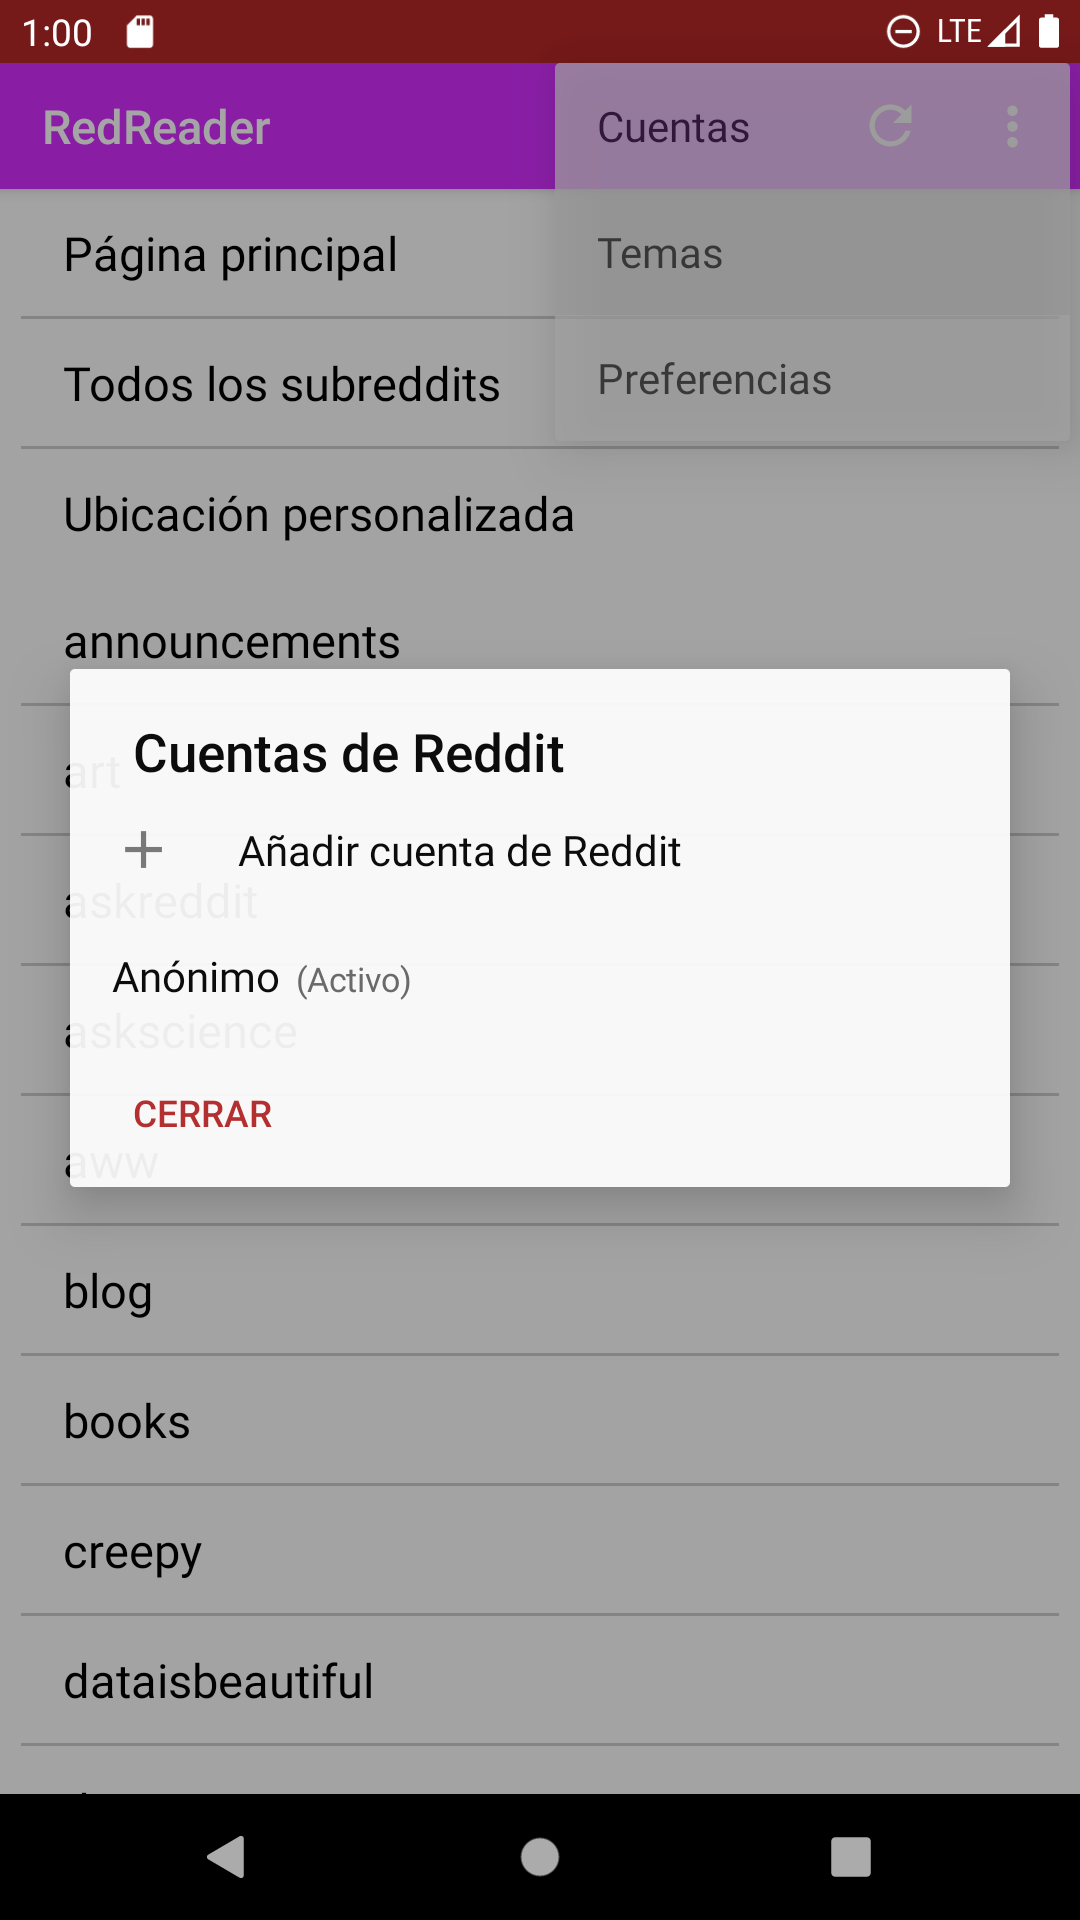 1:00 LTE
RedReader
Cuentas
Temas
Preferencias
Página principal
Todos los subreddits
Ubicación personalizada
announcements
Cuentas de Reddit
art
Añadir cuenta de Reddit
askreddit
Anónimo (Activo)
askscience
CERRAR
aww
blog
books
creepy
dataisbeautiful